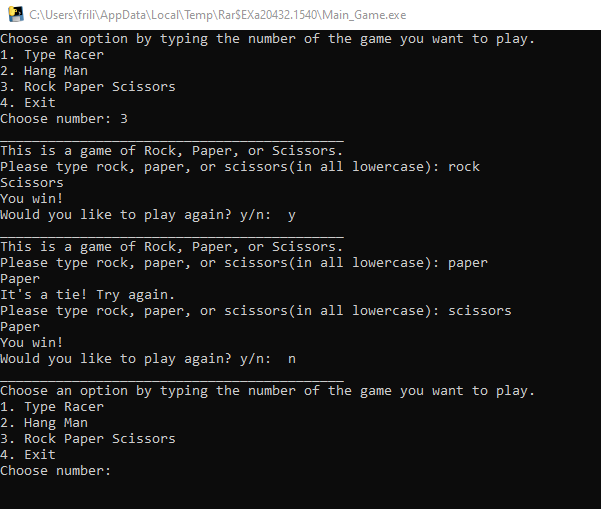 C:\Users\frili\AppData\Local\Temp\Rar$EXa20432.1540\Main_Game.exe
Choose an option by typing the number of the game you want to play.
1. Type Racer
2. Hang Man
3. Rock Paper Scissors
4. Exit
Choose number: 3
___________________________________________
This is a game of Rock, Paper, or Scissors.
Please type rock, paper, or scissors(in all lowercase): rock
Scissors
You win!
Would you like to play again? y/n:  y
___________________________________________
This is a game of Rock, Paper, or Scissors.
Please type rock, paper, or scissors(in all lowercase): paper
Paper
It's a tie! Try again.
Please type rock, paper, or scissors(in all lowercase): scissors
Paper
You win!
Would you like to play again? y/n:  n
___________________________________________
Choose an option by typing the number of the game you want to play.
1. Type Racer
2. Hang Man
3. Rock Paper Scissors
4. Exit
Choose number: